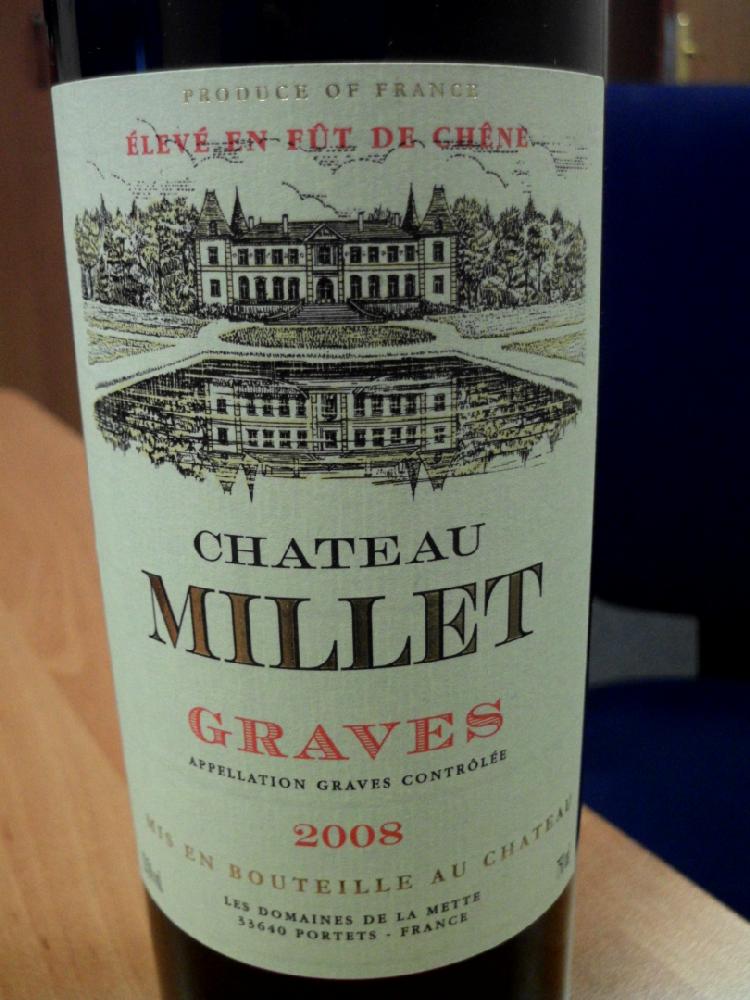 PRODUCE OF FRANCE
ÉLEVÉ EN FÛT DE CHÊNE
CHATEAU
MILLET
GRAVES
APPELLATION GRAVES CONTRÔLÉE
2008
MIS EN BOUTEILLE AU CHATEAU
LES DOMAINES DE LA METTE
33640 PORTETS - FRANCE